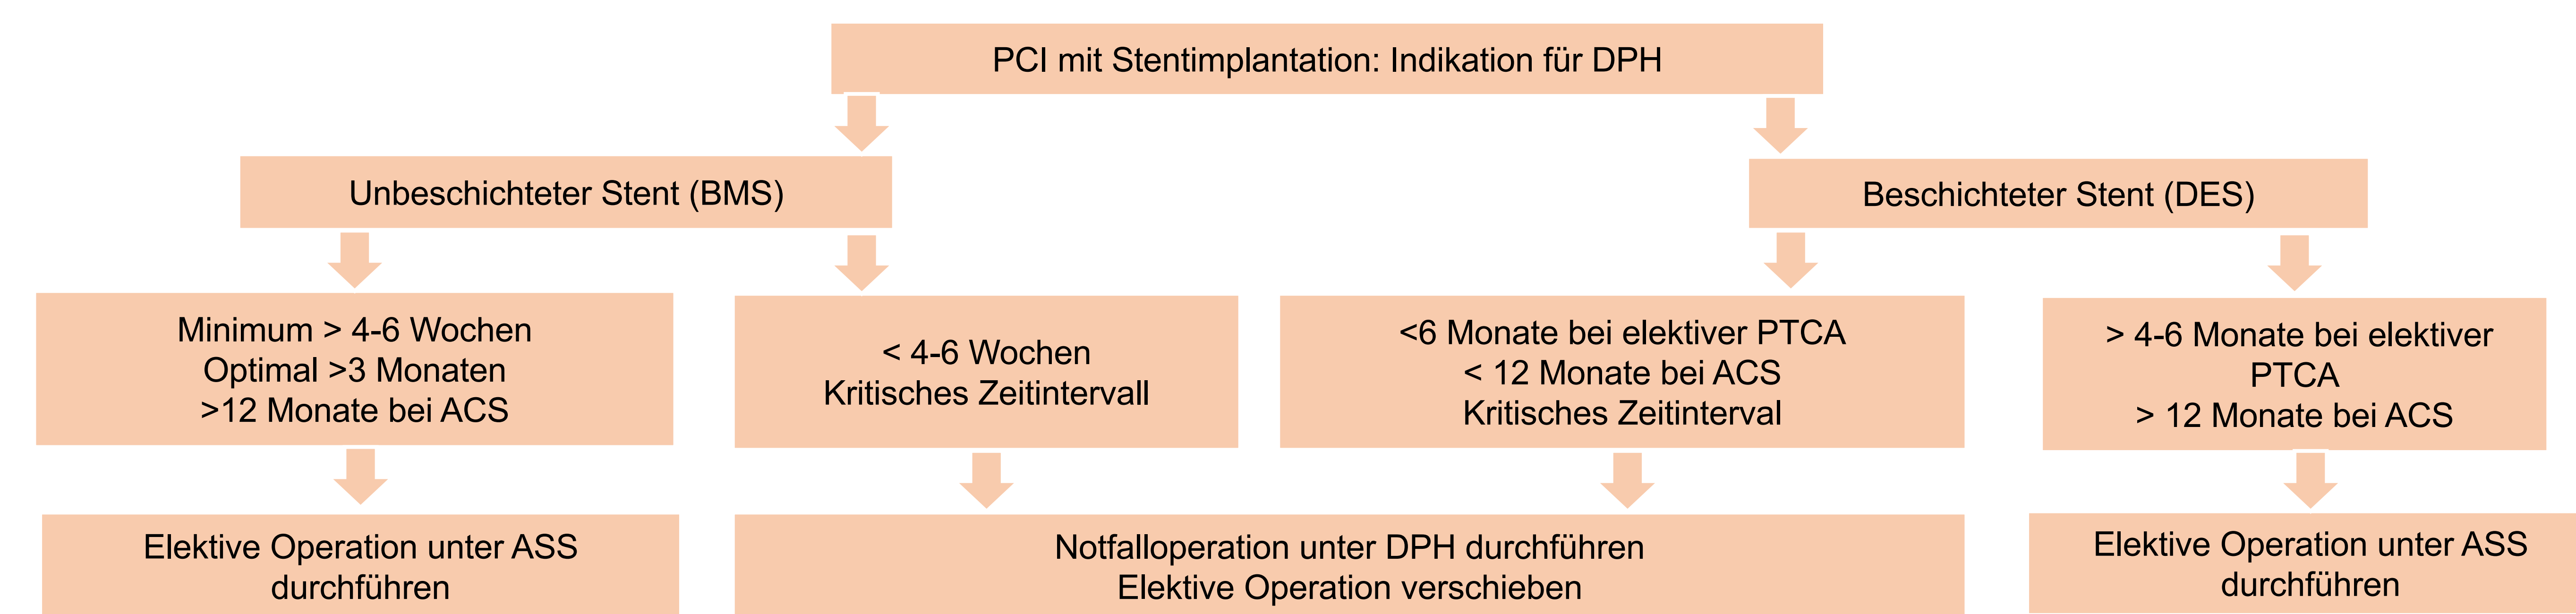 PCI mit Stentimplantation: Indikation für DPH
Unbeschichteter Stent (BMS)
Beschichteter Stent (DES)
Minimum > 4-6 Wochen
Optimal >3 Monaten
>12 Monate bei ACS
< 4-6 Wochen
Kritisches Zeitintervall
<6 Monate bei elektiver PTCA
< 12 Monate bei ACS
Kritisches Zeitinterval
> 4-6 Monate bei elektiver
PTCA
> 12 Monate bei ACS
Elektive Operation unter ASS
durchführen
Notfalloperation unter DPH durchführen
Elektive Operation verschieben
Elektive Operation unter ASS
durchführen